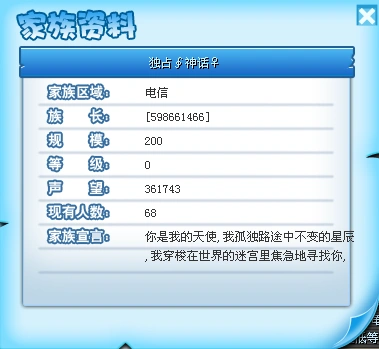 家族资料
独占∮神话♀
家族区域: 电信
族 长: [598661466]
规 模: 200
等 级: 0
声 望: 361743
现有人数: 68
家族宣言: 你是我的天使,我孤独路途中不变的星辰
,我穿梭在世界的迷宫里焦急地寻找你,
等